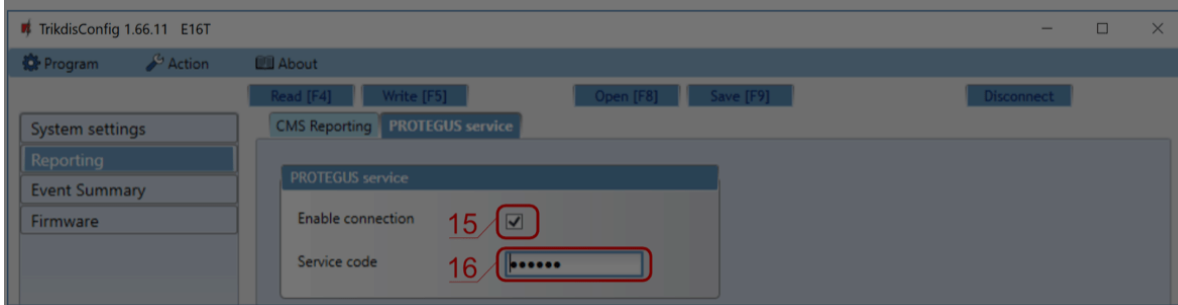 TrikdisConfig 1.66.11 E16T
Program Action About
Read [F4] Write [F5] Open [F8] Save [F9] Disconnect
System settings
Reporting
Event Summary
Firmware
CMS Reporting PROTEGUS service
PROTEGUS service
Enable connection 15
Service code 16 ••••••